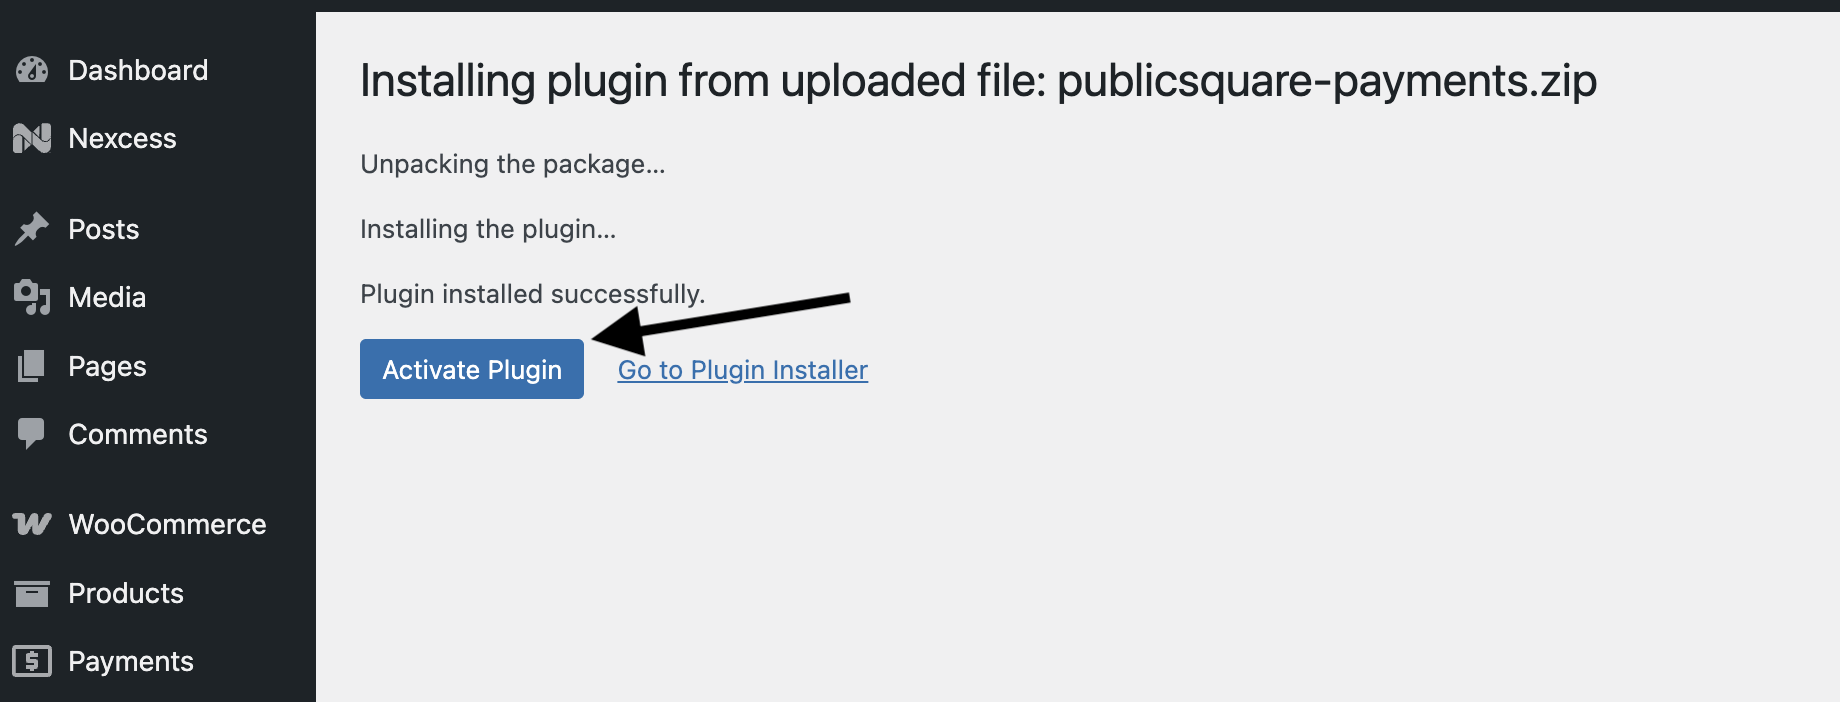 Dashboard
Nexcess
Posts
Media
Pages
Comments
WooCommerce
Products
Payments
Installing plugin from uploaded file: publicsquare-payments.zip
Unpacking the package...
Installing the plugin...
Plugin installed successfully.
Activate Plugin Go to Plugin Installer